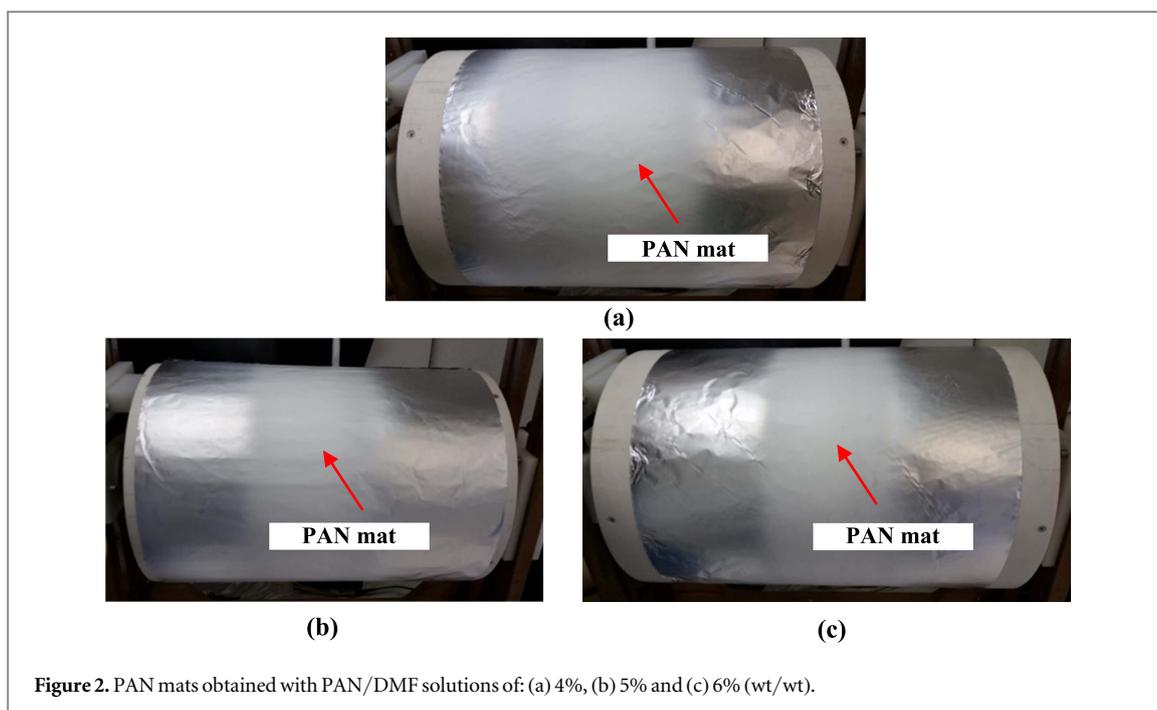 PAN mat
(a)
PAN mat
PAN mat
(b)
(c)
Figure 2. PAN mats obtained with PAN/DMF solutions of: (a) 4%, (b) 5% and (c) 6% (wt/wt).